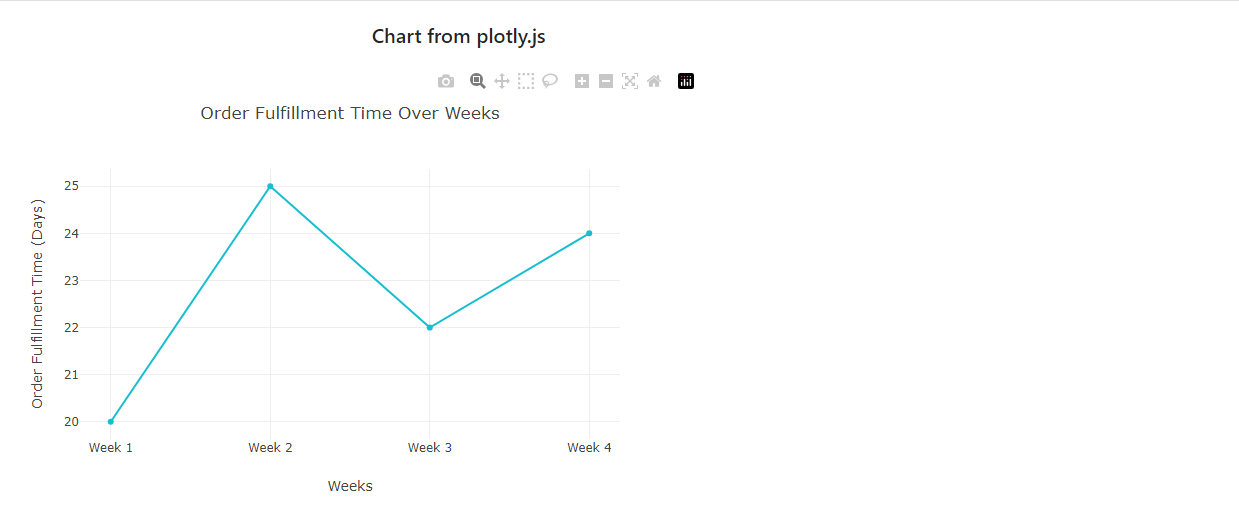 Chart from plotly.js
Order Fulfillment Time Over Weeks
Order Fulfillment Time (Days)
25
24
23
22
21
20
Week 1 Week 2 Week 3 Week 4
Weeks